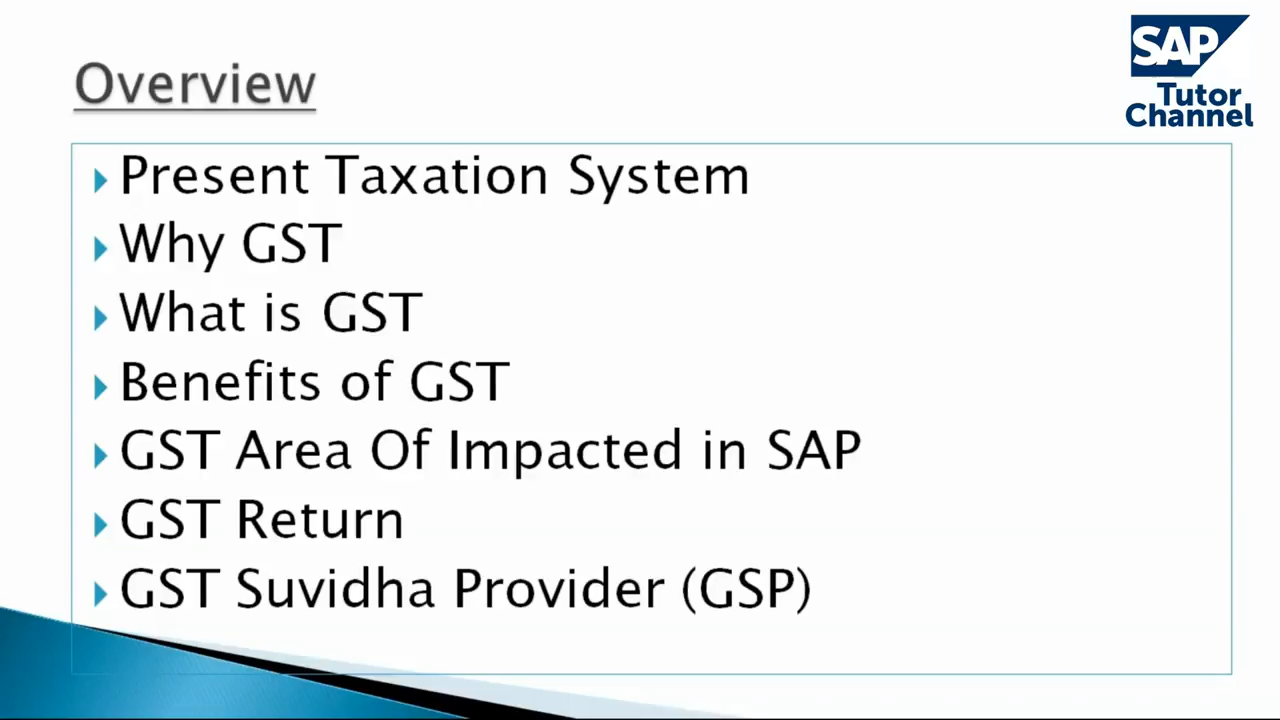 Overview
SAP
Tutor
Channel
Present Taxation System
Why GST
What is GST
Benefits of GST
GST Area Of Impacted in SAP
GST Return
GST Suvidha Provider (GSP)